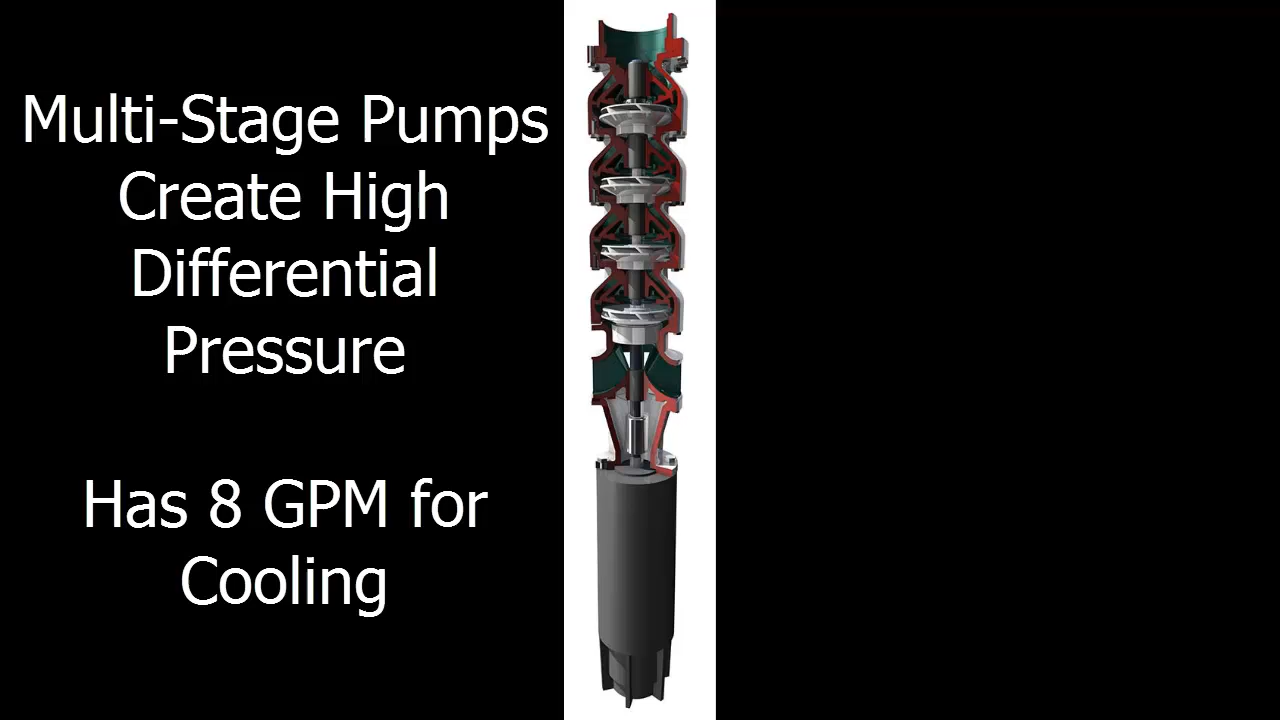 Multi-Stage Pumps
Create High
Differential
Pressure
Has 8 GPM for
Cooling